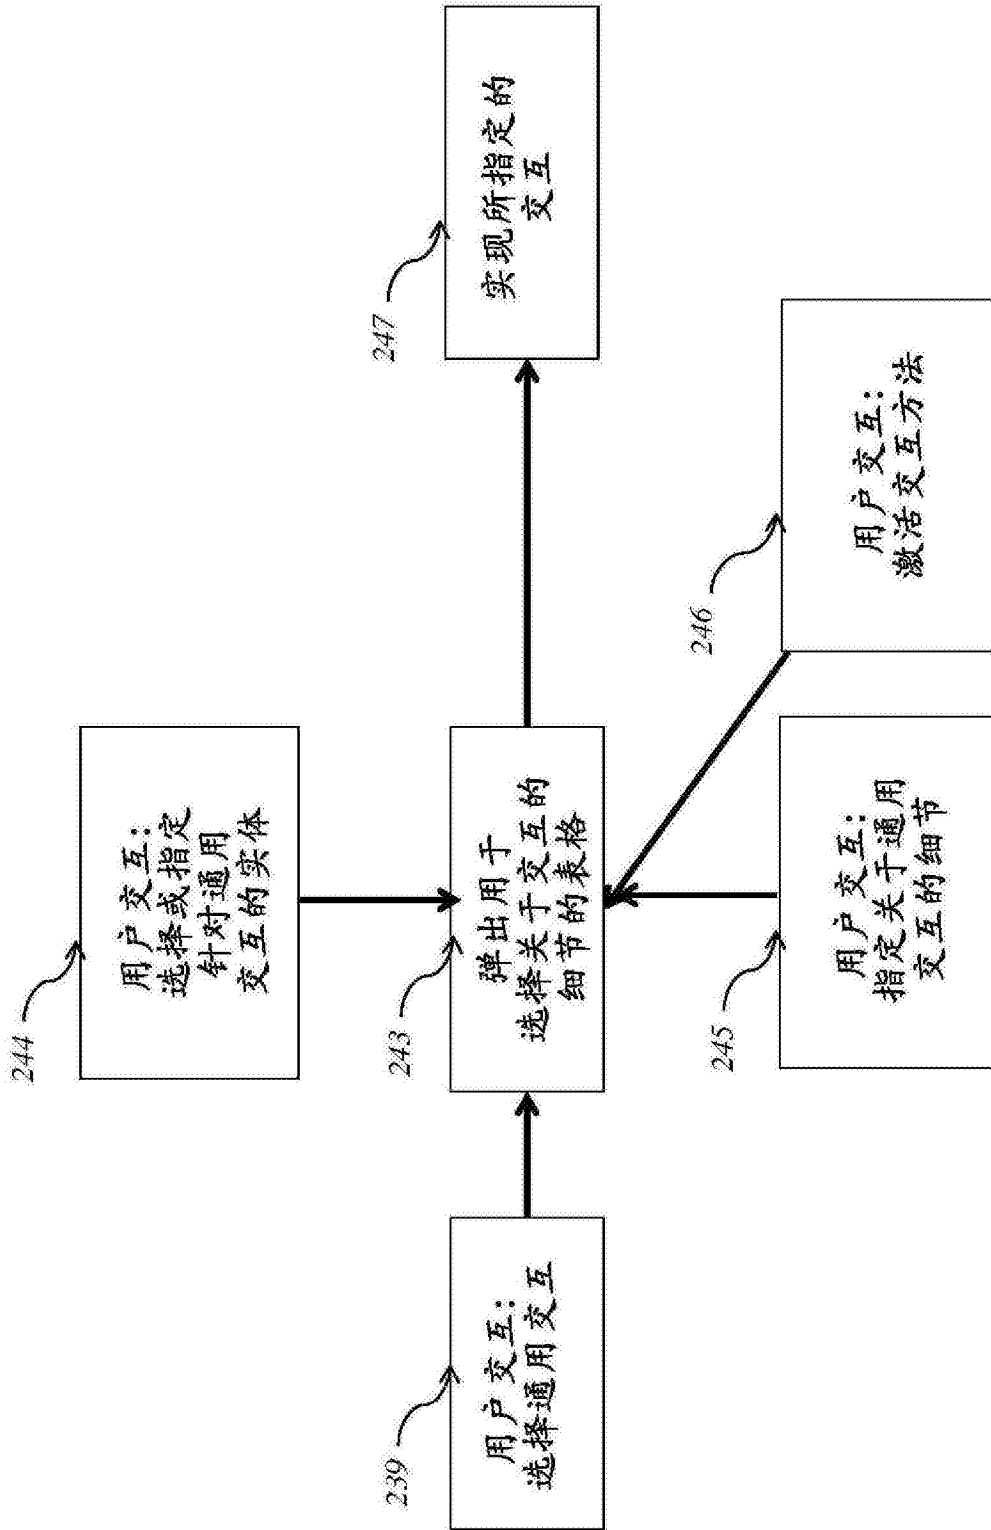 244
用户交互：
选择或指定
针对通用
交互的实体
239
用户交互：
选择通用交互
243
弹出用于
选择关于交互的
细节的表格
247
实现所指定的
交互
245
用户交互：
指定关于通用
交互的细节
246
用户交互：
激活交互方法